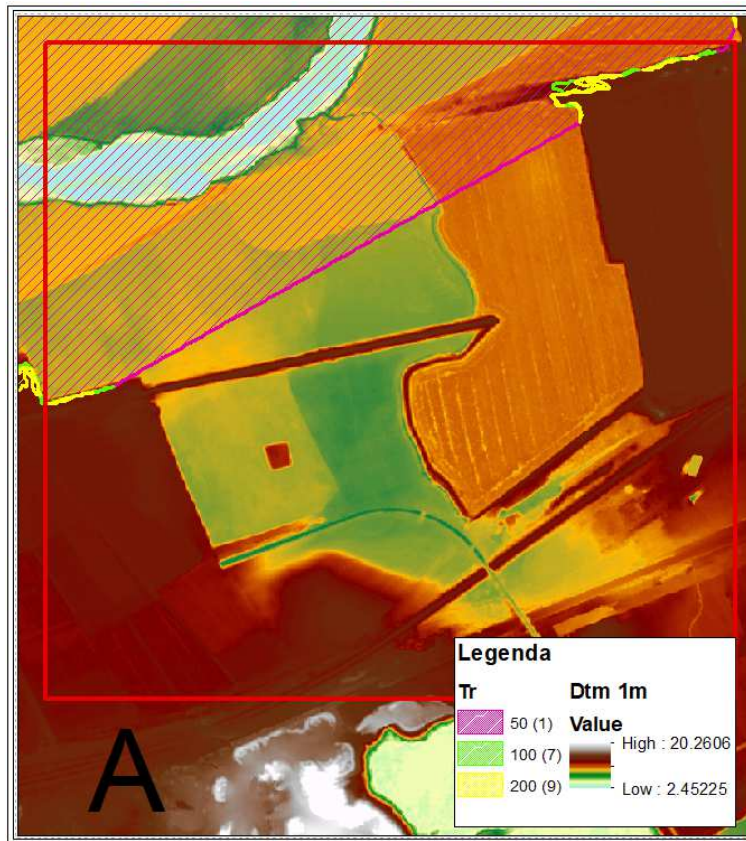 Legenda
Tr
Dtm 1m
Value
50 (1)
100 (7)
200 (9)
High : 20.2606
Low : 2.45225
A